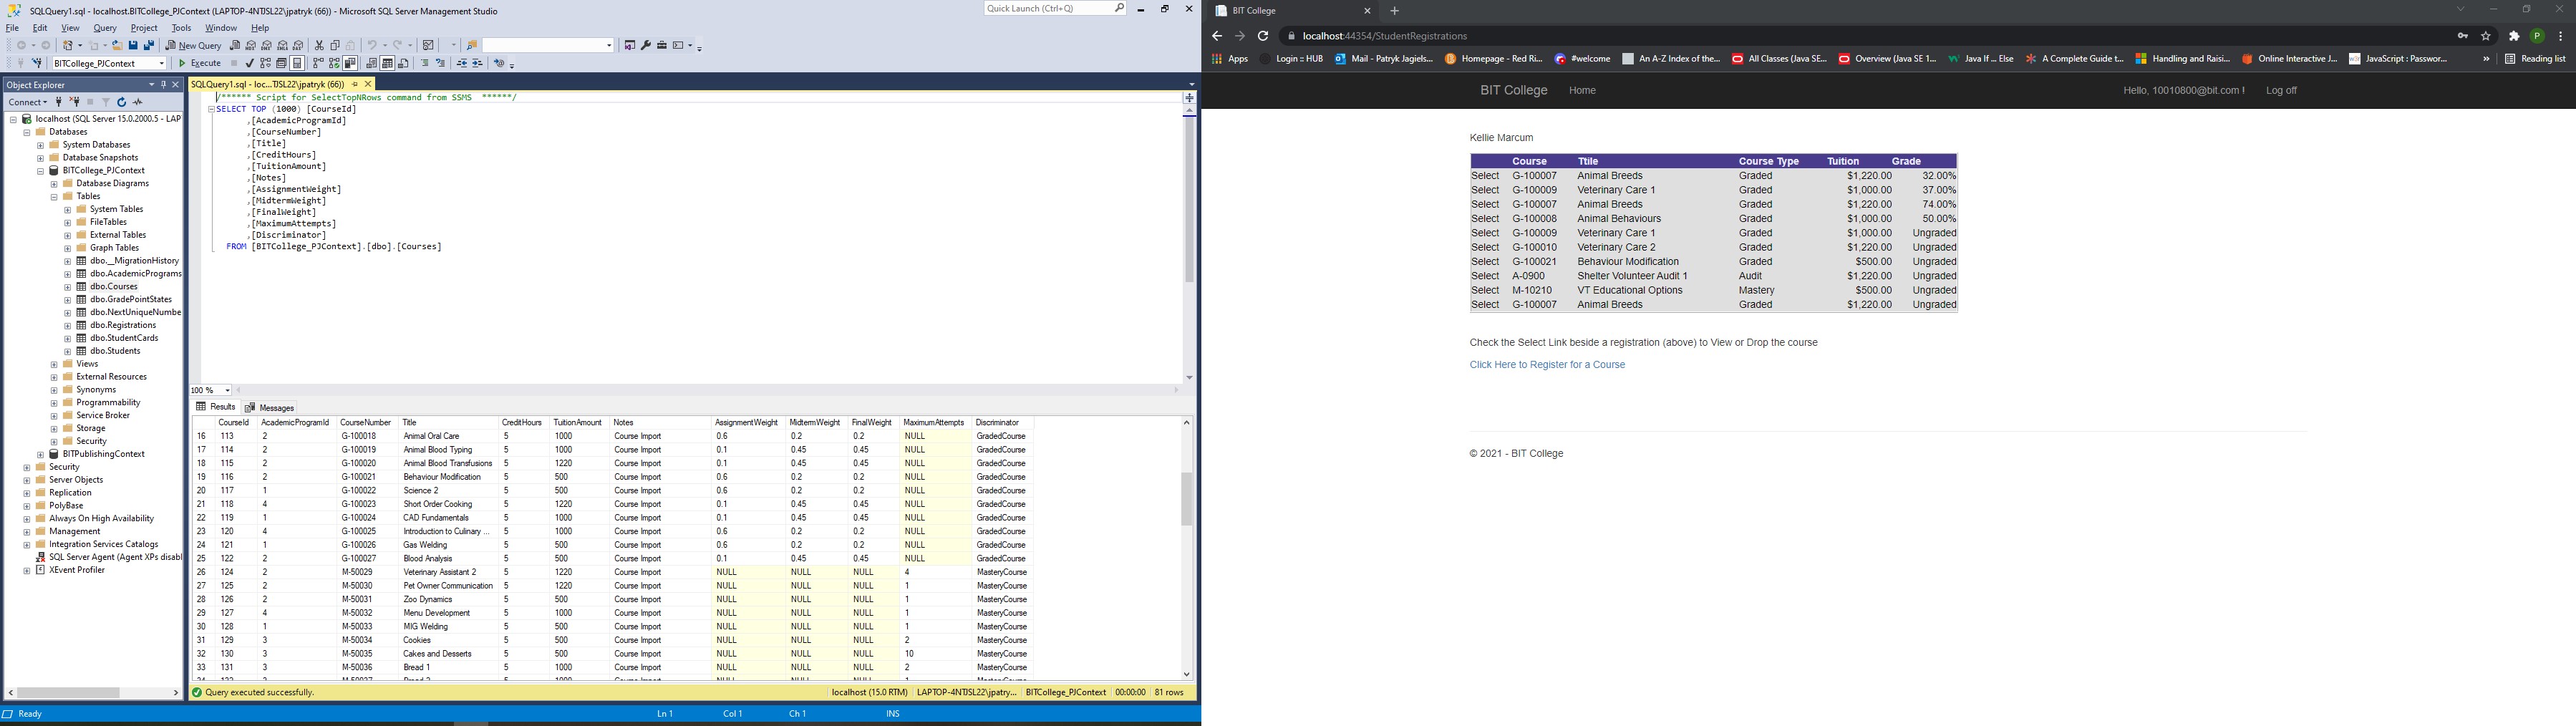 SQLQuery1.sql - localhost.BITCollege_PJContext (LAPTOP-4NTJSL22\jpatryk (66)) - Microsoft SQL Server Management Studio
Quick Launch (Ctrl+Q)
File Edit View Query Project Tools Window Help
New Query
BITCollege_PJContext Execute
Object Explorer
Connect
localhost (SQL Server 15.0.2000.5 - LAP
Databases
System Databases
Database Snapshots
BITCollege_PJContext
Database Diagrams
Tables
System Tables
FileTables
External Tables
Graph Tables
dbo.__MigrationHistory
dbo.AcademicPrograms
dbo.Courses
dbo.GradePointStates
dbo.NextUniqueNumbe
dbo.Registrations
dbo.StudentCards
dbo.Students
Views
External Resources
Synonyms
Programmability
Service Broker
Storage
Security
BITPublishingContext
Security
Server Objects
Replication
PolyBase
Always On High Availability
Management
Integration Services Catalogs
SQL Server Agent (Agent XPs disabl
XEvent Profiler
SQLQuery1.sql - loc...TJSL22\jpatryk (66))
/****** Script for SelectTopNRows command from SSMS ******/
SELECT TOP (1000) [CourseId]
,[AcademicProgramId]
,[CourseNumber]
,[Title]
,[CreditHours]
,[TuitionAmount]
,[Notes]
,[AssignmentWeight]
,[MidtermWeight]
,[FinalWeight]
,[MaximumAttempts]
,[Discriminator]
FROM [BITCollege_PJContext].[dbo].[Courses]
100 %
Results Messages
CourseId AcademicProgramId CourseNumber Title CreditHours TuitionAmount Notes AssignmentWeight MidtermWeight FinalWeight MaximumAttempts Discriminator
16 113 2 G-100018 Animal Oral Care 5 1000 Course Import 0.6 0.2 0.2 NULL GradedCourse
17 114 2 G-100019 Animal Blood Typing 5 1000 Course Import 0.1 0.45 0.45 NULL GradedCourse
18 115 2 G-100020 Animal Blood Transfusions 5 1220 Course Import 0.1 0.45 0.45 NULL GradedCourse
19 116 2 G-100021 Behaviour Modification 5 500 Course Import 0.6 0.2 0.2 NULL GradedCourse
20 117 1 G-100022 Science 2 5 500 Course Import 0.6 0.2 0.2 NULL GradedCourse
21 118 4 G-100023 Short Order Cooking 5 1220 Course Import 0.1 0.45 0.45 NULL GradedCourse
22 119 1 G-100024 CAD Fundamentals 5 1000 Course Import 0.1 0.45 0.45 NULL GradedCourse
23 120 4 G-100025 Introduction to Culinary ... 5 1000 Course Import 0.6 0.2 0.2 NULL GradedCourse
24 121 1 G-100026 Gas Welding 5 500 Course Import 0.6 0.2 0.2 NULL GradedCourse
25 122 2 G-100027 Blood Analysis 5 500 Course Import 0.1 0.45 0.45 NULL GradedCourse
26 124 2 M-50029 Veterinary Assistant 2 5 1220 Course Import NULL NULL NULL 4 MasteryCourse
27 125 2 M-50030 Pet Owner Communication 5 1220 Course Import NULL NULL NULL 1 MasteryCourse
28 126 2 M-50031 Zoo Dynamics 5 500 Course Import NULL NULL NULL 1 MasteryCourse
29 127 4 M-50032 Menu Development 5 1000 Course Import NULL NULL NULL 1 MasteryCourse
30 128 1 M-50033 MIG Welding 5 500 Course Import NULL NULL NULL 1 MasteryCourse
31 129 3 M-50034 Cookies 5 500 Course Import NULL NULL NULL 2 MasteryCourse
32 130 3 M-50035 Cakes and Desserts 5 500 Course Import NULL NULL NULL 10 MasteryCourse
33 131 3 M-50036 Bread 1 5 1000 Course Import NULL NULL NULL 2 MasteryCourse
Query executed successfully. localhost (15.0 RTM) LAPTOP-4NTJSL22\jpatry... BITCollege_PJContext 00:00:00 81 rows
Ready Ln 1 Col 1 Ch 1 INS
BIT College
localhost:44354/StudentRegistrations
P
Apps Login :: HUB Mail - Patryk Jagiels... Homepage - Red Ri... #welcome An A-Z Index of the... All Classes (Java SE... Overview (Java SE 1... Java If ... Else A Complete Guide t... Handling and Raisi... Online Interactive J... JavaScript : Passwor... » Reading list
BIT College Home Hello, 10010800@bit.com ! Log off
Kellie Marcum
Course Ttile Course Type Tuition Grade
Select G-100007 Animal Breeds Graded $1,220.00 32.00%
Select G-100009 Veterinary Care 1 Graded $1,000.00 37.00%
Select G-100007 Animal Breeds Graded $1,220.00 74.00%
Select G-100008 Animal Behaviours Graded $1,000.00 50.00%
Select G-100009 Veterinary Care 1 Graded $1,000.00 Ungraded
Select G-100010 Veterinary Care 2 Graded $1,220.00 Ungraded
Select G-100021 Behaviour Modification Graded $500.00 Ungraded
Select A-0900 Shelter Volunteer Audit 1 Audit $1,220.00 Ungraded
Select M-10210 VT Educational Options Mastery $500.00 Ungraded
Select G-100007 Animal Breeds Graded $1,220.00 Ungraded
Check the Select Link beside a registration (above) to View or Drop the course
Click Here to Register for a Course
© 2021 - BIT College